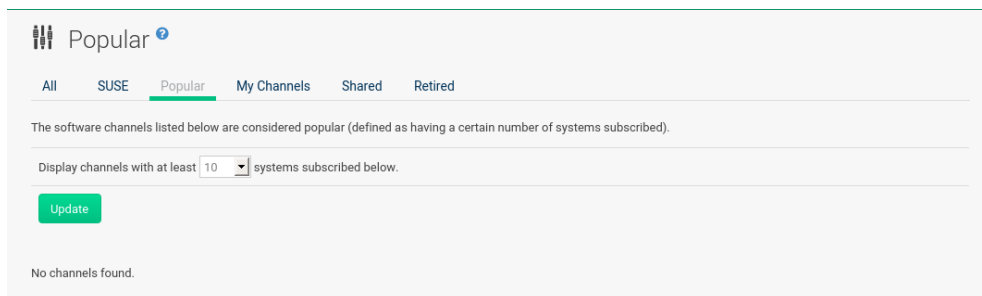 Popular ?
All SUSE Popular My Channels Shared Retired
The software channels listed below are considered popular (defined as having a certain number of systems subscribed).
Display channels with at least 10 systems subscribed below.
Update
No channels found.